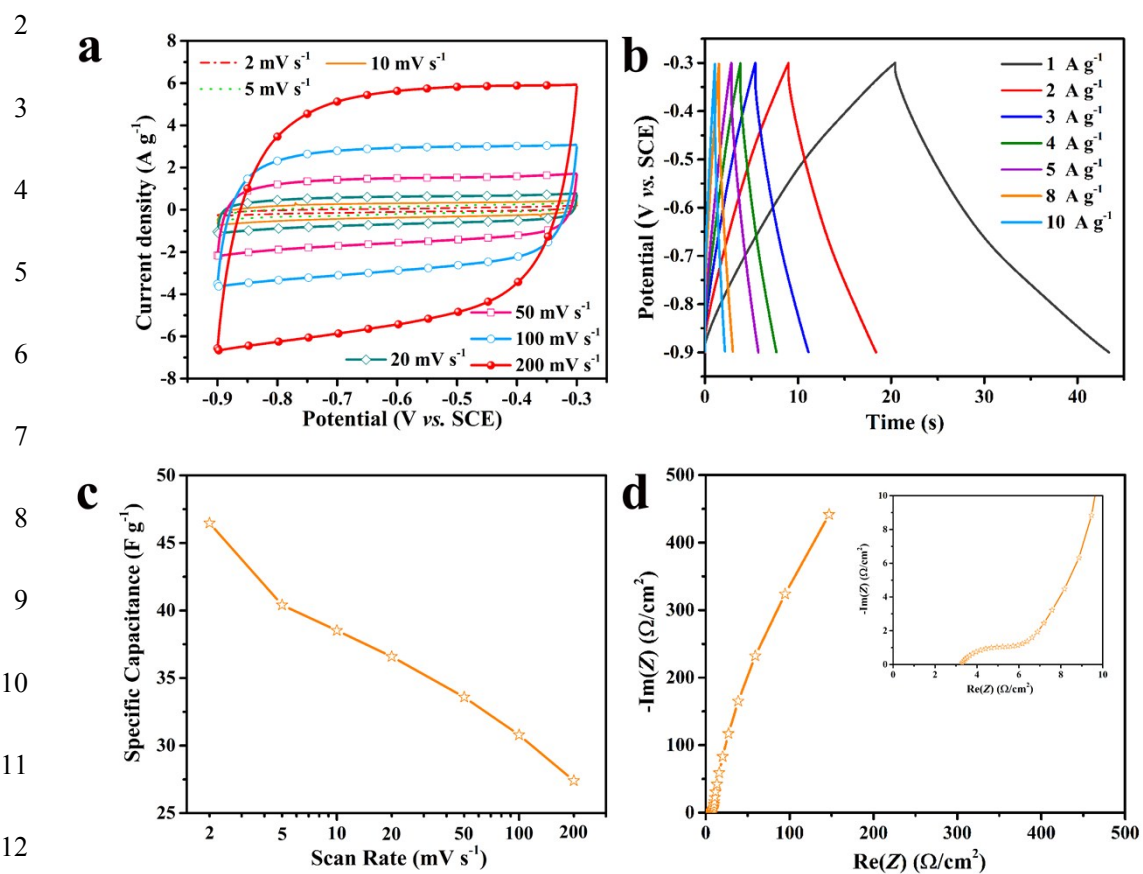 2
3
4
5
6
7
8
9
10
11
12
a
2 mV s⁻¹
10 mV s⁻¹
5 mV s⁻¹
50 mV s⁻¹
100 mV s⁻¹
20 mV s⁻¹
200 mV s⁻¹
Current density (A g⁻¹)
8
6
4
2
0
-2
-4
-6
-8
-0.9 -0.8 -0.7 -0.6 -0.5 -0.4 -0.3
Potential (V vs. SCE)
b
1 A g⁻¹
2 A g⁻¹
3 A g⁻¹
4 A g⁻¹
5 A g⁻¹
8 A g⁻¹
10 A g⁻¹
Potential (V vs. SCE)
-0.3
-0.4
-0.5
-0.6
-0.7
-0.8
-0.9
0 10 20 30 40
Time (s)
c
Specific Capacitance (F g⁻¹)
50
45
40
35
30
25
2 5 10 20 50 100 200
Scan Rate (mV s⁻¹)
d
-Im(Z) (Ω/cm²)
500
400
300
200
100
0
0 100 200 300 400 500
Re(Z) (Ω/cm²)
-Im(Z) (Ω/cm²)
10
8
6
4
2
0
0 2 4 6 8 10
Re(Z) (Ω/cm²)